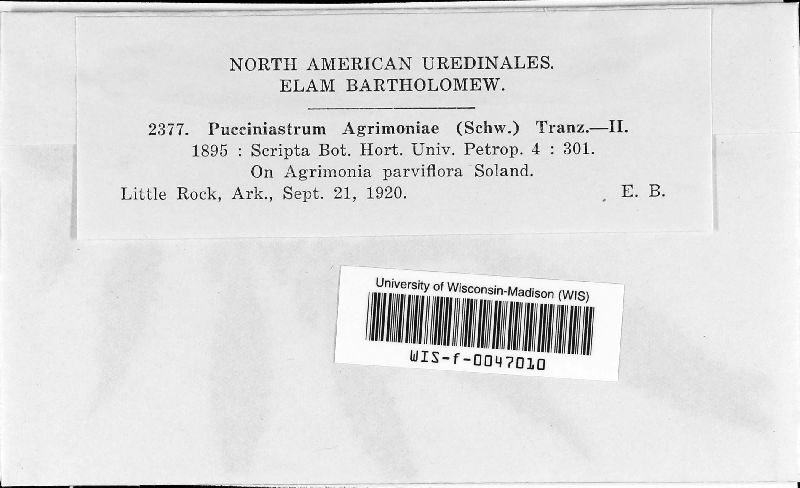 NORTH AMERICAN UREDINALES.
ELAM BARTHOLOMEW.
2377. Pucciniastrum Agrimoniae (Schw.) Tranz.—II.
1895 : Scripta Bot. Hort. Univ. Petrop. 4 : 301.
On Agrimonia parviflora Soland.
Little Rock, Ark., Sept. 21, 1920. E. B.
University of Wisconsin-Madison (WIS)
WIS-f-0047010